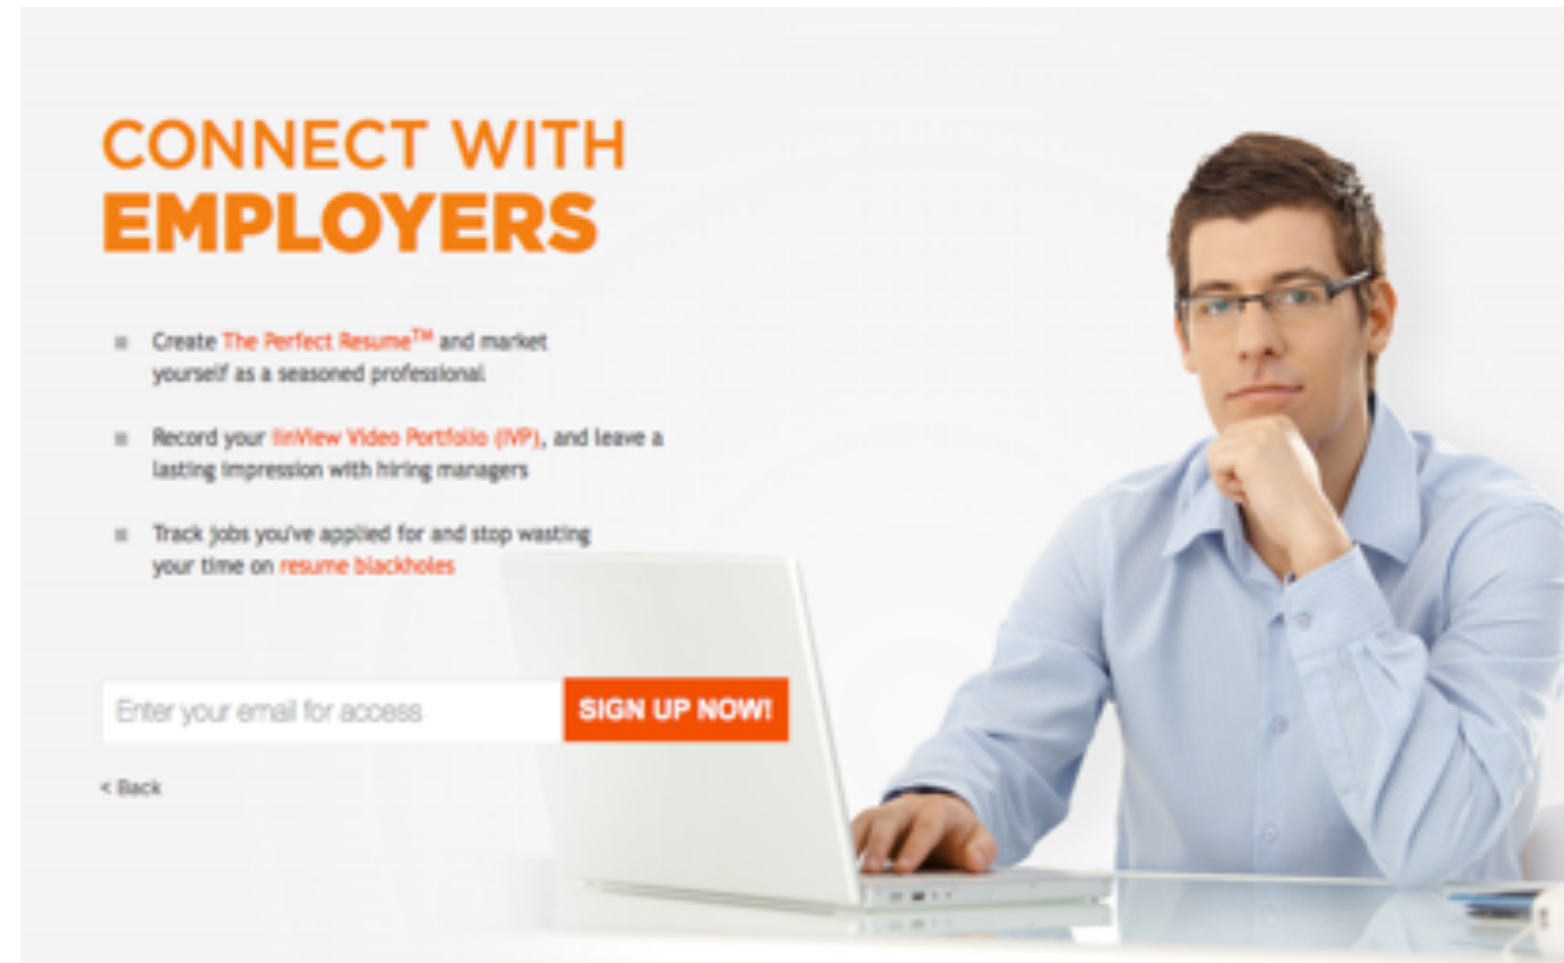 CONNECT WITH
EMPLOYERS
Create The Perfect Resume™ and market
yourself as a seasoned professional
Record your IinView Video Portfolio (IVP), and leave a
lasting impression with hiring managers
Track jobs you've applied for and stop wasting
your time on resume blackholes
Enter your email for access
SIGN UP NOW!
< Back